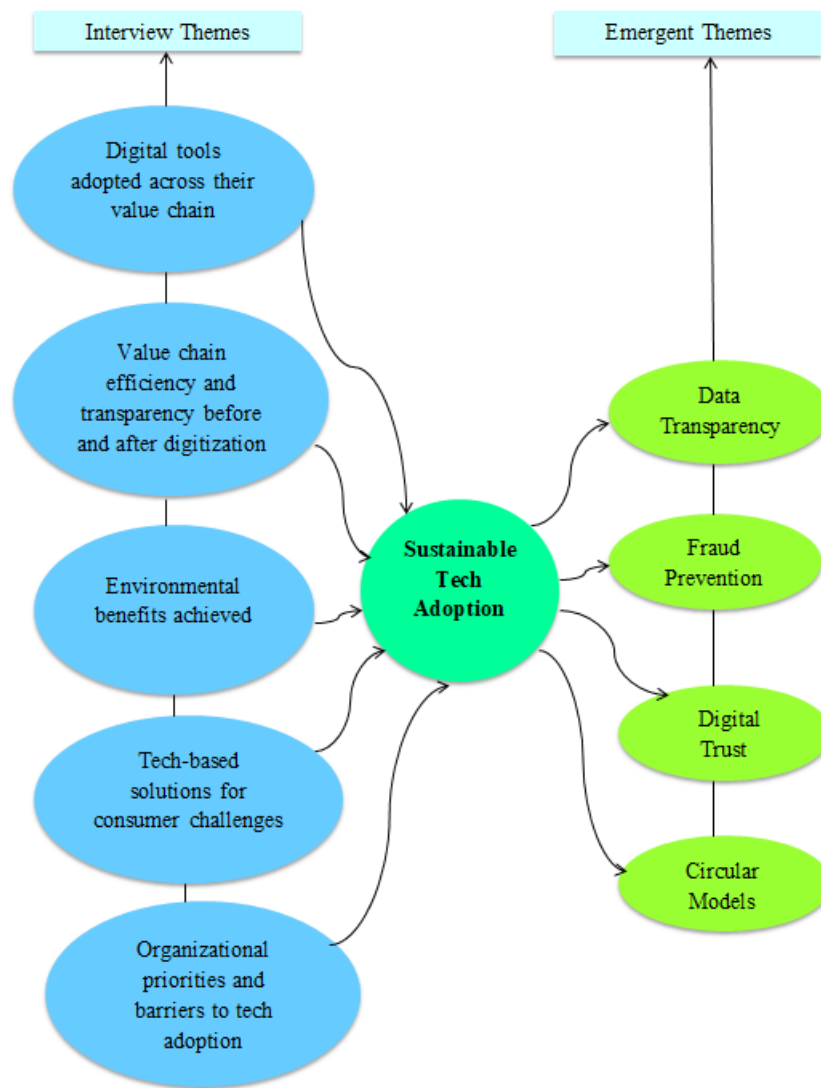 Interview Themes
Emergent Themes
Digital tools
adopted across their
value chain
Value chain
efficiency and
transparency before
and after digitization
Environmental
benefits achieved
Tech-based
solutions for
consumer challenges
Organizational
priorities and
barriers to tech
adoption
Sustainable
Tech
Adoption
Data
Transparency
Fraud
Prevention
Digital
Trust
Circular
Models